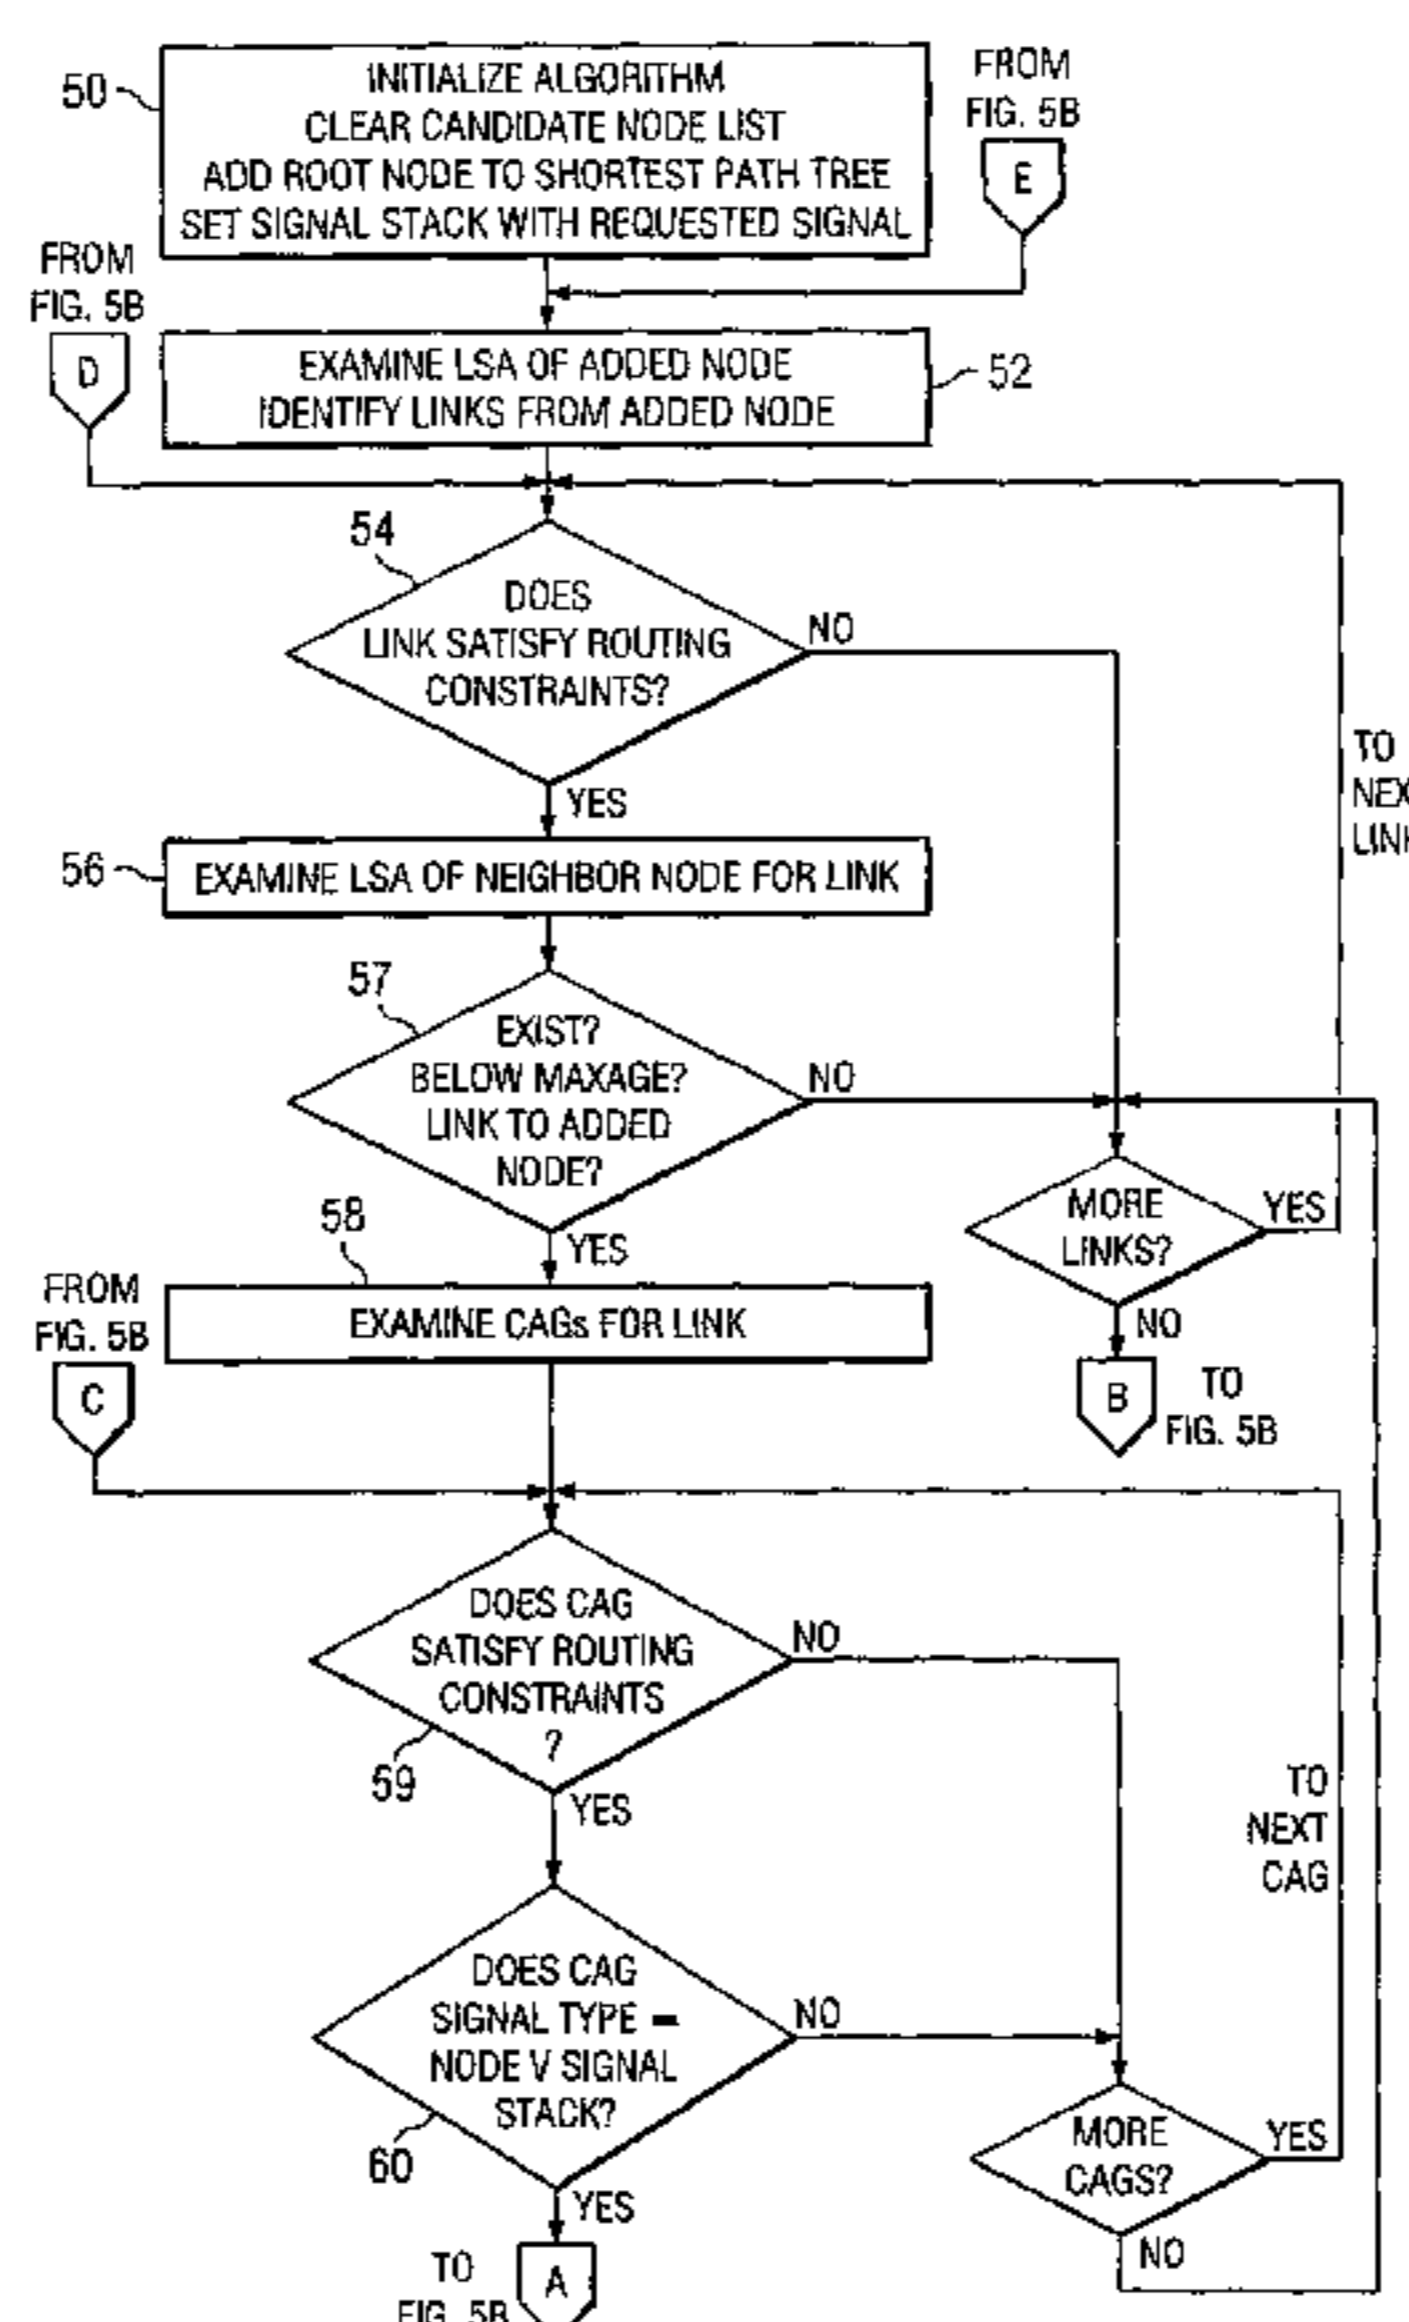 50
INITIALIZE ALGORITHM
CLEAR CANDIDATE NODE LIST
ADD ROOT NODE TO SHORTEST PATH TREE
SET SIGNAL STACK WITH REQUESTED SIGNAL
FROM
FIG. 5B
E
FROM
FIG. 5B
D
EXAMINE LSA OF ADDED NODE
IDENTIFY LINKS FROM ADDED NODE
52
54
DOES
LINK SATISFY ROUTING
CONSTRAINTS?
NO
YES
TO
NEX
LINK
56
EXAMINE LSA OF NEIGHBOR NODE FOR LINK
57
EXIST?
BELOW MAXAGE?
LINK TO ADDED
NODE?
NO
YES
MORE
LINKS?
YES
NO
B
TO
FIG. 5B
58
EXAMINE CAGs FOR LINK
FROM
FIG. 5B
C
DOES CAG
SATISFY ROUTING
CONSTRAINTS
?
59
NO
YES
TO
NEXT
CAG
DOES CAG
SIGNAL TYPE =
NODE V SIGNAL
STACK?
60
NO
YES
MORE
CAGS?
YES
NO
TO
FIG. 5B
A